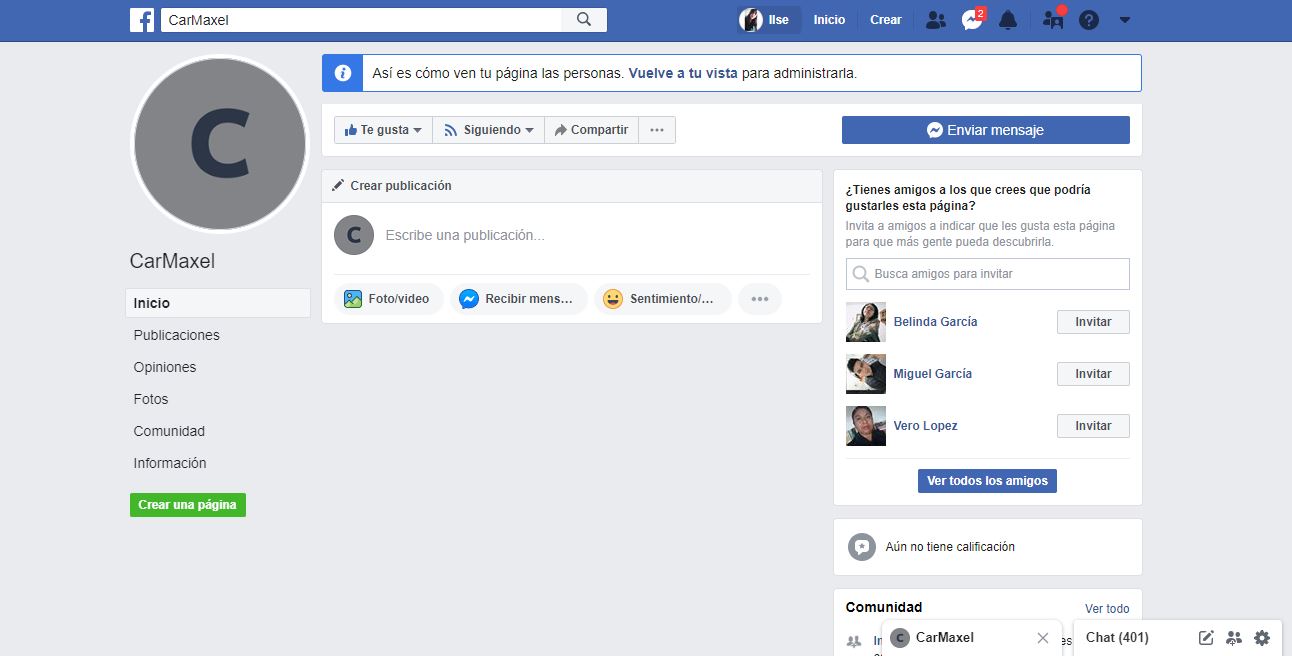 CarMaxel
Ilse
Inicio
Crear
2
C
CarMaxel
Inicio
Publicaciones
Opiniones
Fotos
Comunidad
Información
Crear una página
Así es cómo ven tu página las personas. Vuelve a tu vista para administrarla.
Te gusta
Siguiendo
Compartir
Enviar mensaje
Crear publicación
C
Escribe una publicación...
Foto/video
Recibir mens...
Sentimiento/...
¿Tienes amigos a los que crees que podría
gustarles esta página?
Invita a amigos a indicar que les gusta esta página
para que más gente pueda descubrirla.
Busca amigos para invitar
Belinda García
Invitar
Miguel García
Invitar
Vero Lopez
Invitar
Ver todos los amigos
Aún no tiene calificación
Comunidad
Ver todo
C
CarMaxel
Chat (401)